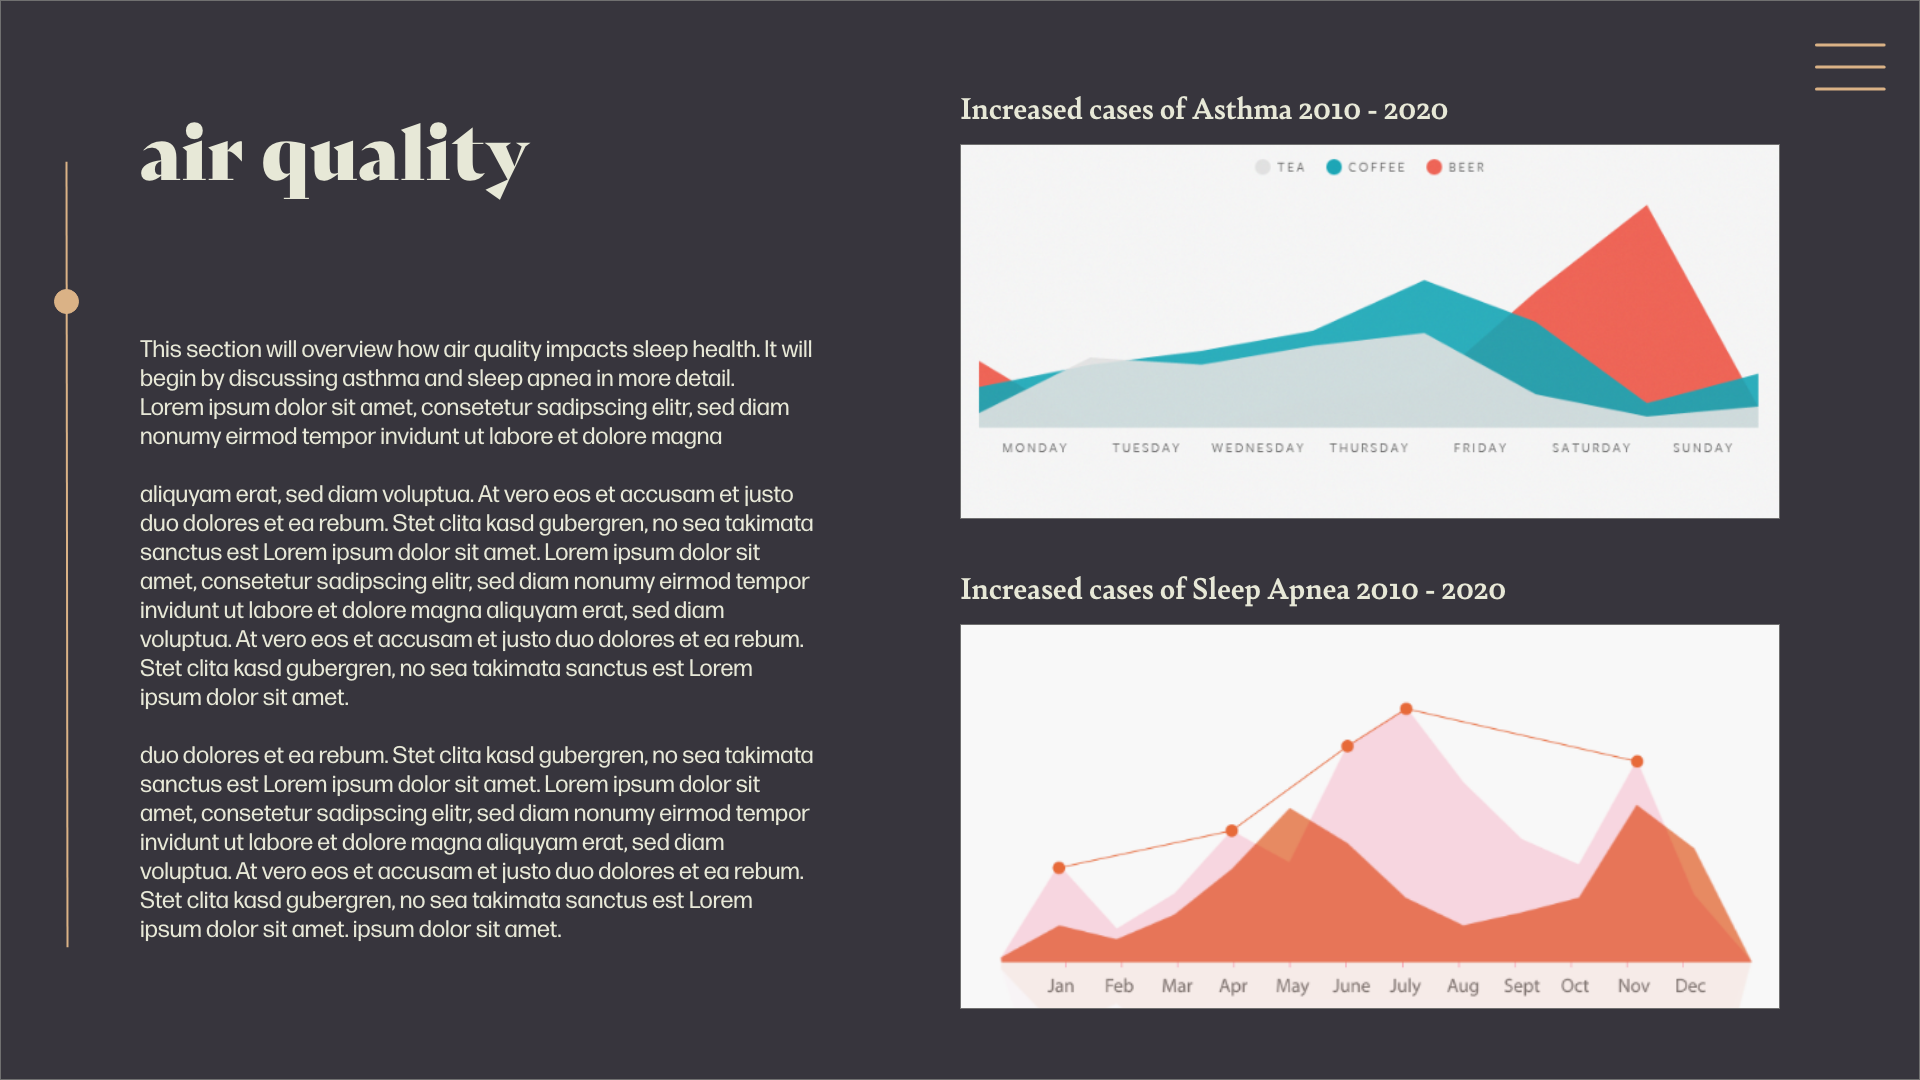 air quality
This section will overview how air quality impacts sleep health. It will
begin by discussing asthma and sleep apnea in more detail.
Lorem ipsum dolor sit amet, consetetur sadipscing elitr, sed diam
nonumy eirmod tempor invidunt ut labore et dolore magna
aliquyam erat, sed diam voluptua. At vero eos et accusam et justo
duo dolores et ea rebum. Stet clita kasd gubergren, no sea takimata
sanctus est Lorem ipsum dolor sit amet. Lorem ipsum dolor sit
amet, consetetur sadipscing elitr, sed diam nonumy eirmod tempor
invidunt ut labore et dolore magna aliquyam erat, sed diam
voluptua. At vero eos et accusam et justo duo dolores et ea rebum.
Stet clita kasd gubergren, no sea takimata sanctus est Lorem
ipsum dolor sit amet.
duo dolores et ea rebum. Stet clita kasd gubergren, no sea takimata
sanctus est Lorem ipsum dolor sit amet. Lorem ipsum dolor sit
amet, consetetur sadipscing elitr, sed diam nonumy eirmod tempor
invidunt ut labore et dolore magna aliquyam erat, sed diam
voluptua. At vero eos et accusam et justo duo dolores et ea rebum.
Stet clita kasd gubergren, no sea takimata sanctus est Lorem
ipsum dolor sit amet. ipsum dolor sit amet.
Increased cases of Asthma 2010 - 2020
TEA COFFEE BEER
MONDAY TUESDAY WEDNESDAY THURSDAY FRIDAY SATURDAY SUNDAY
Increased cases of Sleep Apnea 2010 - 2020
Jan Feb Mar Apr May June July Aug Sept Oct Nov Dec